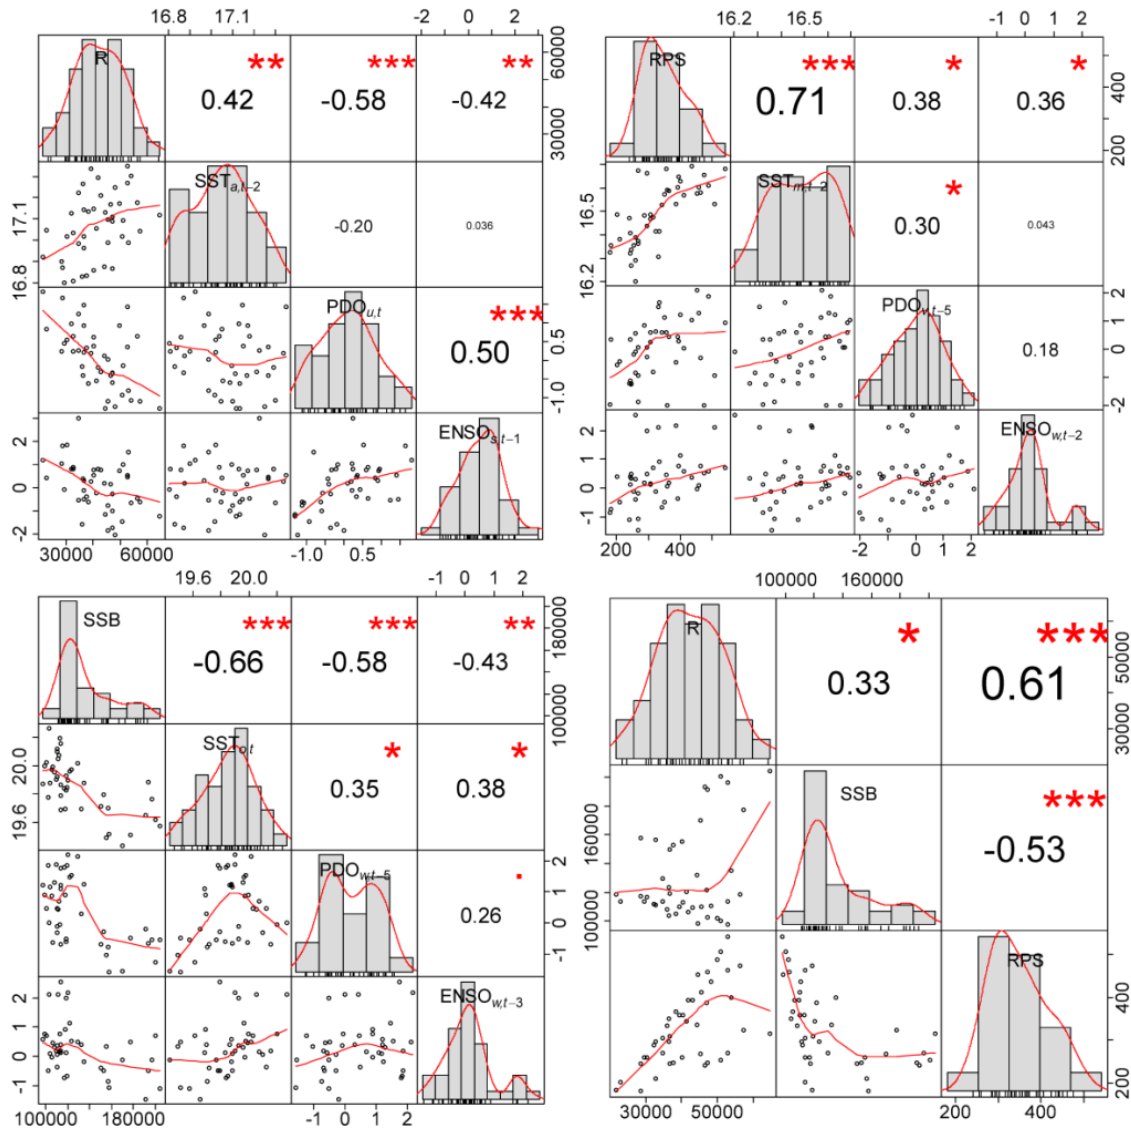 16.8 17.1 -2 0 2
R ** *** **
0.42 -0.58 -0.42
30000 60000
SSTa,t−2
-0.20 0.036
16.8 17.1
PDOu,t ***
0.50
-1.0 0.5
ENSOs,t−1
-2 0 2
30000 60000 -1.0 0.5
16.2 16.5 -1 0 1 2
RPS *** * *
0.71 0.38 0.36
200 400
SSTm,t−2 *
0.30 0.043
16.2 16.5
0.18
-2 0 1 2
ENSOw,t−2
-1 0 1 2
200 400 -2 0 1 2
19.6 20.0 -1 0 1 2
SSB *** *** **
-0.66 -0.58 -0.43
100000 180000
* *
0.35 0.38
19.6 20.0
PDOw,t−5 .
0.26
-1 0 1 2
ENSOw,t−3
-1 0 1 2
100000 180000 -1 0 1 2
100000 160000
R * ***
0.33 0.61
30000 50000
SSB ***
-0.53
100000 160000
RPS
200 400
30000 50000 200 400